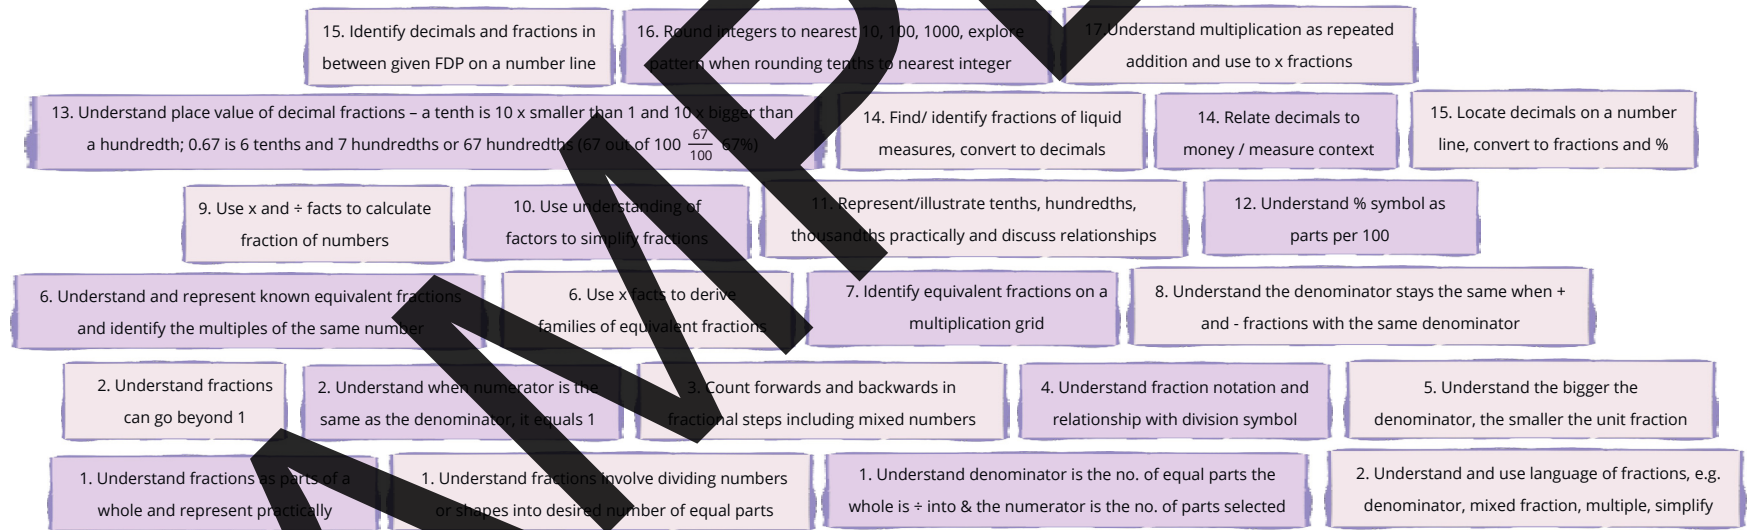 15. Identify decimals and fractions in
between given FDP on a number line
16. Round integers to nearest 10, 100, 1000, explore
pattern when rounding tenths to nearest integer
17.Understand multiplication as repeated
addition and use to x fractions
13. Understand place value of decimal fractions – a tenth is 10 x smaller than 1 and 10 x bigger than
a hundredth; 0.67 is 6 tenths and 7 hundredths or 67 hundredths (67 out of 100 67/100 67%)
14. Find/ identify fractions of liquid
measures, convert to decimals
14. Relate decimals to
money / measure context
15. Locate decimals on a number
line, convert to fractions and %
9. Use x and ÷ facts to calculate
fraction of numbers
10. Use understanding of
factors to simplify fractions
11. Represent/illustrate tenths, hundredths,
thousandths practically and discuss relationships
12. Understand % symbol as
parts per 100
6. Understand and represent known equivalent fractions
and identify the multiples of the same number
6. Use x facts to derive
families of equivalent fractions
7. Identify equivalent fractions on a
multiplication grid
8. Understand the denominator stays the same when +
and - fractions with the same denominator
2. Understand fractions
can go beyond 1
2. Understand when numerator is the
same as the denominator, it equals 1
3. Count forwards and backwards in
fractional steps including mixed numbers
4. Understand fraction notation and
relationship with division symbol
5. Understand the bigger the
denominator, the smaller the unit fraction
1. Understand fractions as parts of a
whole and represent practically
1. Understand fractions involve dividing numbers
or shapes into desired number of equal parts
1. Understand denominator is the no. of equal parts the
whole is ÷ into & the numerator is the no. of parts selected
2. Understand and use language of fractions, e.g.
denominator, mixed fraction, multiple, simplify